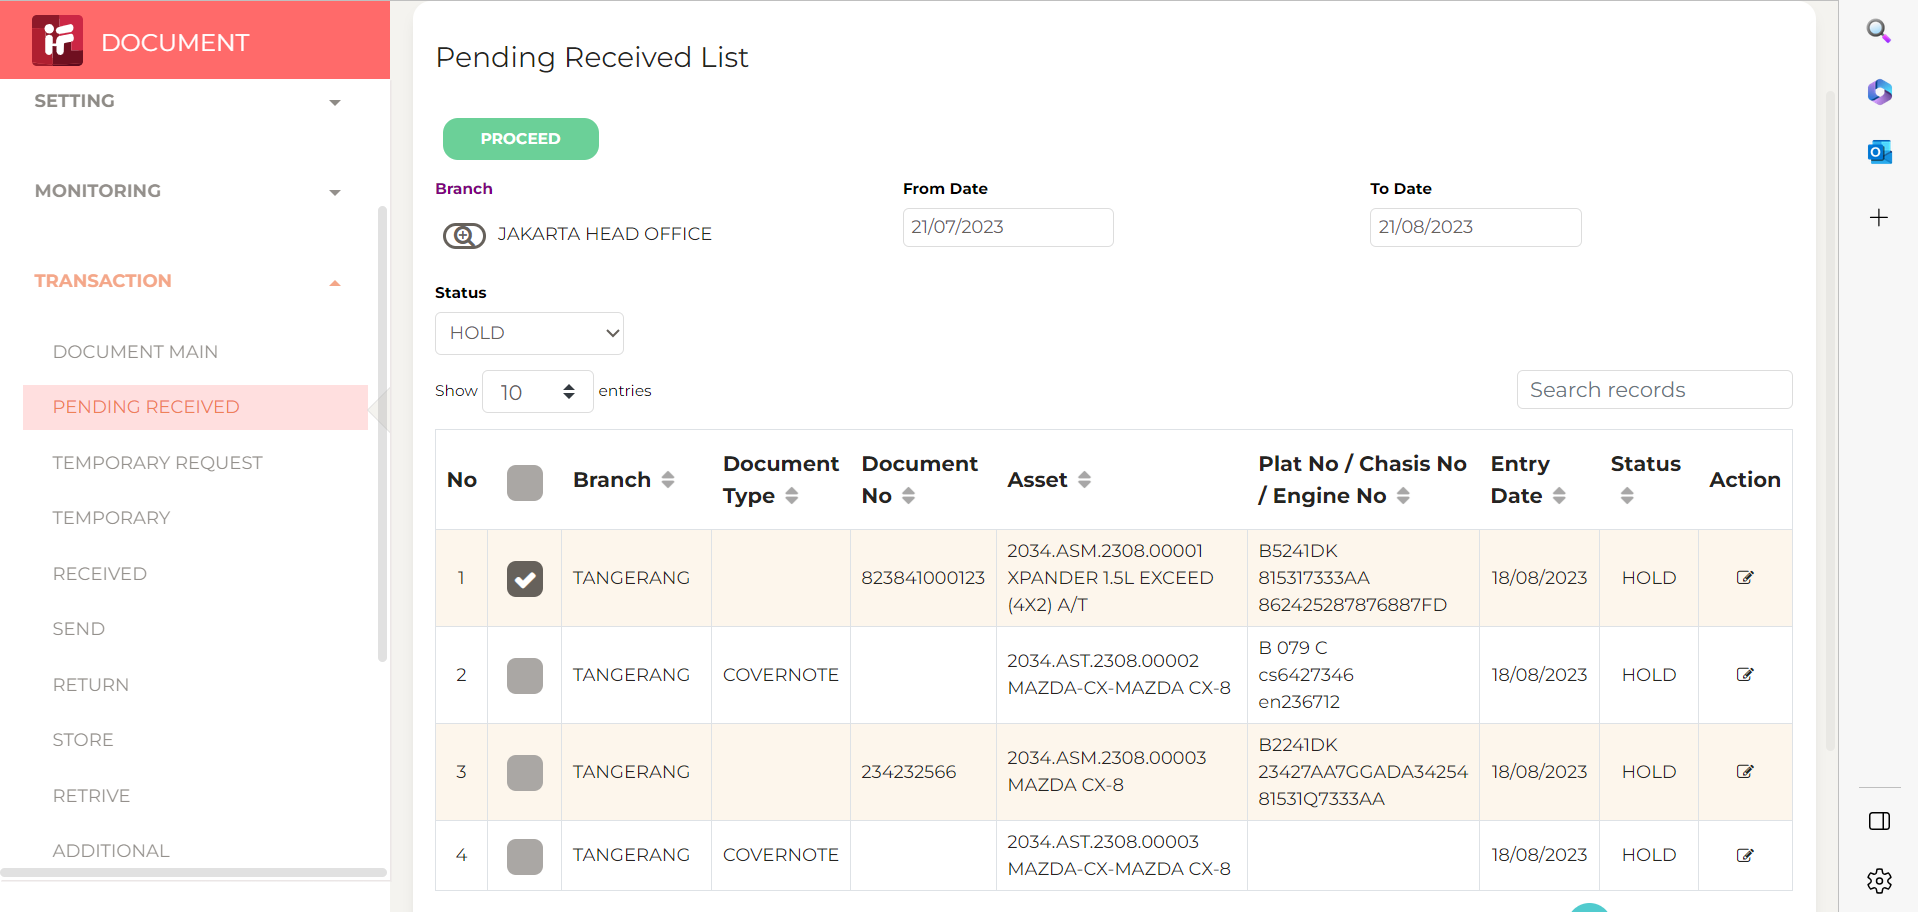 iF
DOCUMENT
SETTING
MONITORING
TRANSACTION
DOCUMENT MAIN
PENDING RECEIVED
TEMPORARY REQUEST
TEMPORARY
RECEIVED
SEND
RETURN
STORE
RETRIVE
ADDITIONAL
Pending Received List
PROCEED
Branch
JAKARTA HEAD OFFICE
From Date
21/07/2023
To Date
21/08/2023
Status
HOLD
Show 10 entries
Search records
No
Branch
Document
Type
Document
No
Asset
Plat No / Chasis No
/ Engine No
Entry
Date
Status
Action
1
TANGERANG
823841000123
2034.ASM.2308.00001
XPANDER 1.5L EXCEED
(4X2) A/T
B5241DK
815317333AA
862425287876887FD
18/08/2023
HOLD
2
TANGERANG
COVERNOTE
2034.AST.2308.00002
MAZDA-CX-MAZDA CX-8
B 079 C
cs6427346
en236712
18/08/2023
HOLD
3
TANGERANG
234232566
2034.ASM.2308.00003
MAZDA CX-8
B2241DK
23427AA7GGADA34254
81531Q7333AA
18/08/2023
HOLD
4
TANGERANG
COVERNOTE
2034.AST.2308.00003
MAZDA-CX-MAZDA CX-8
18/08/2023
HOLD